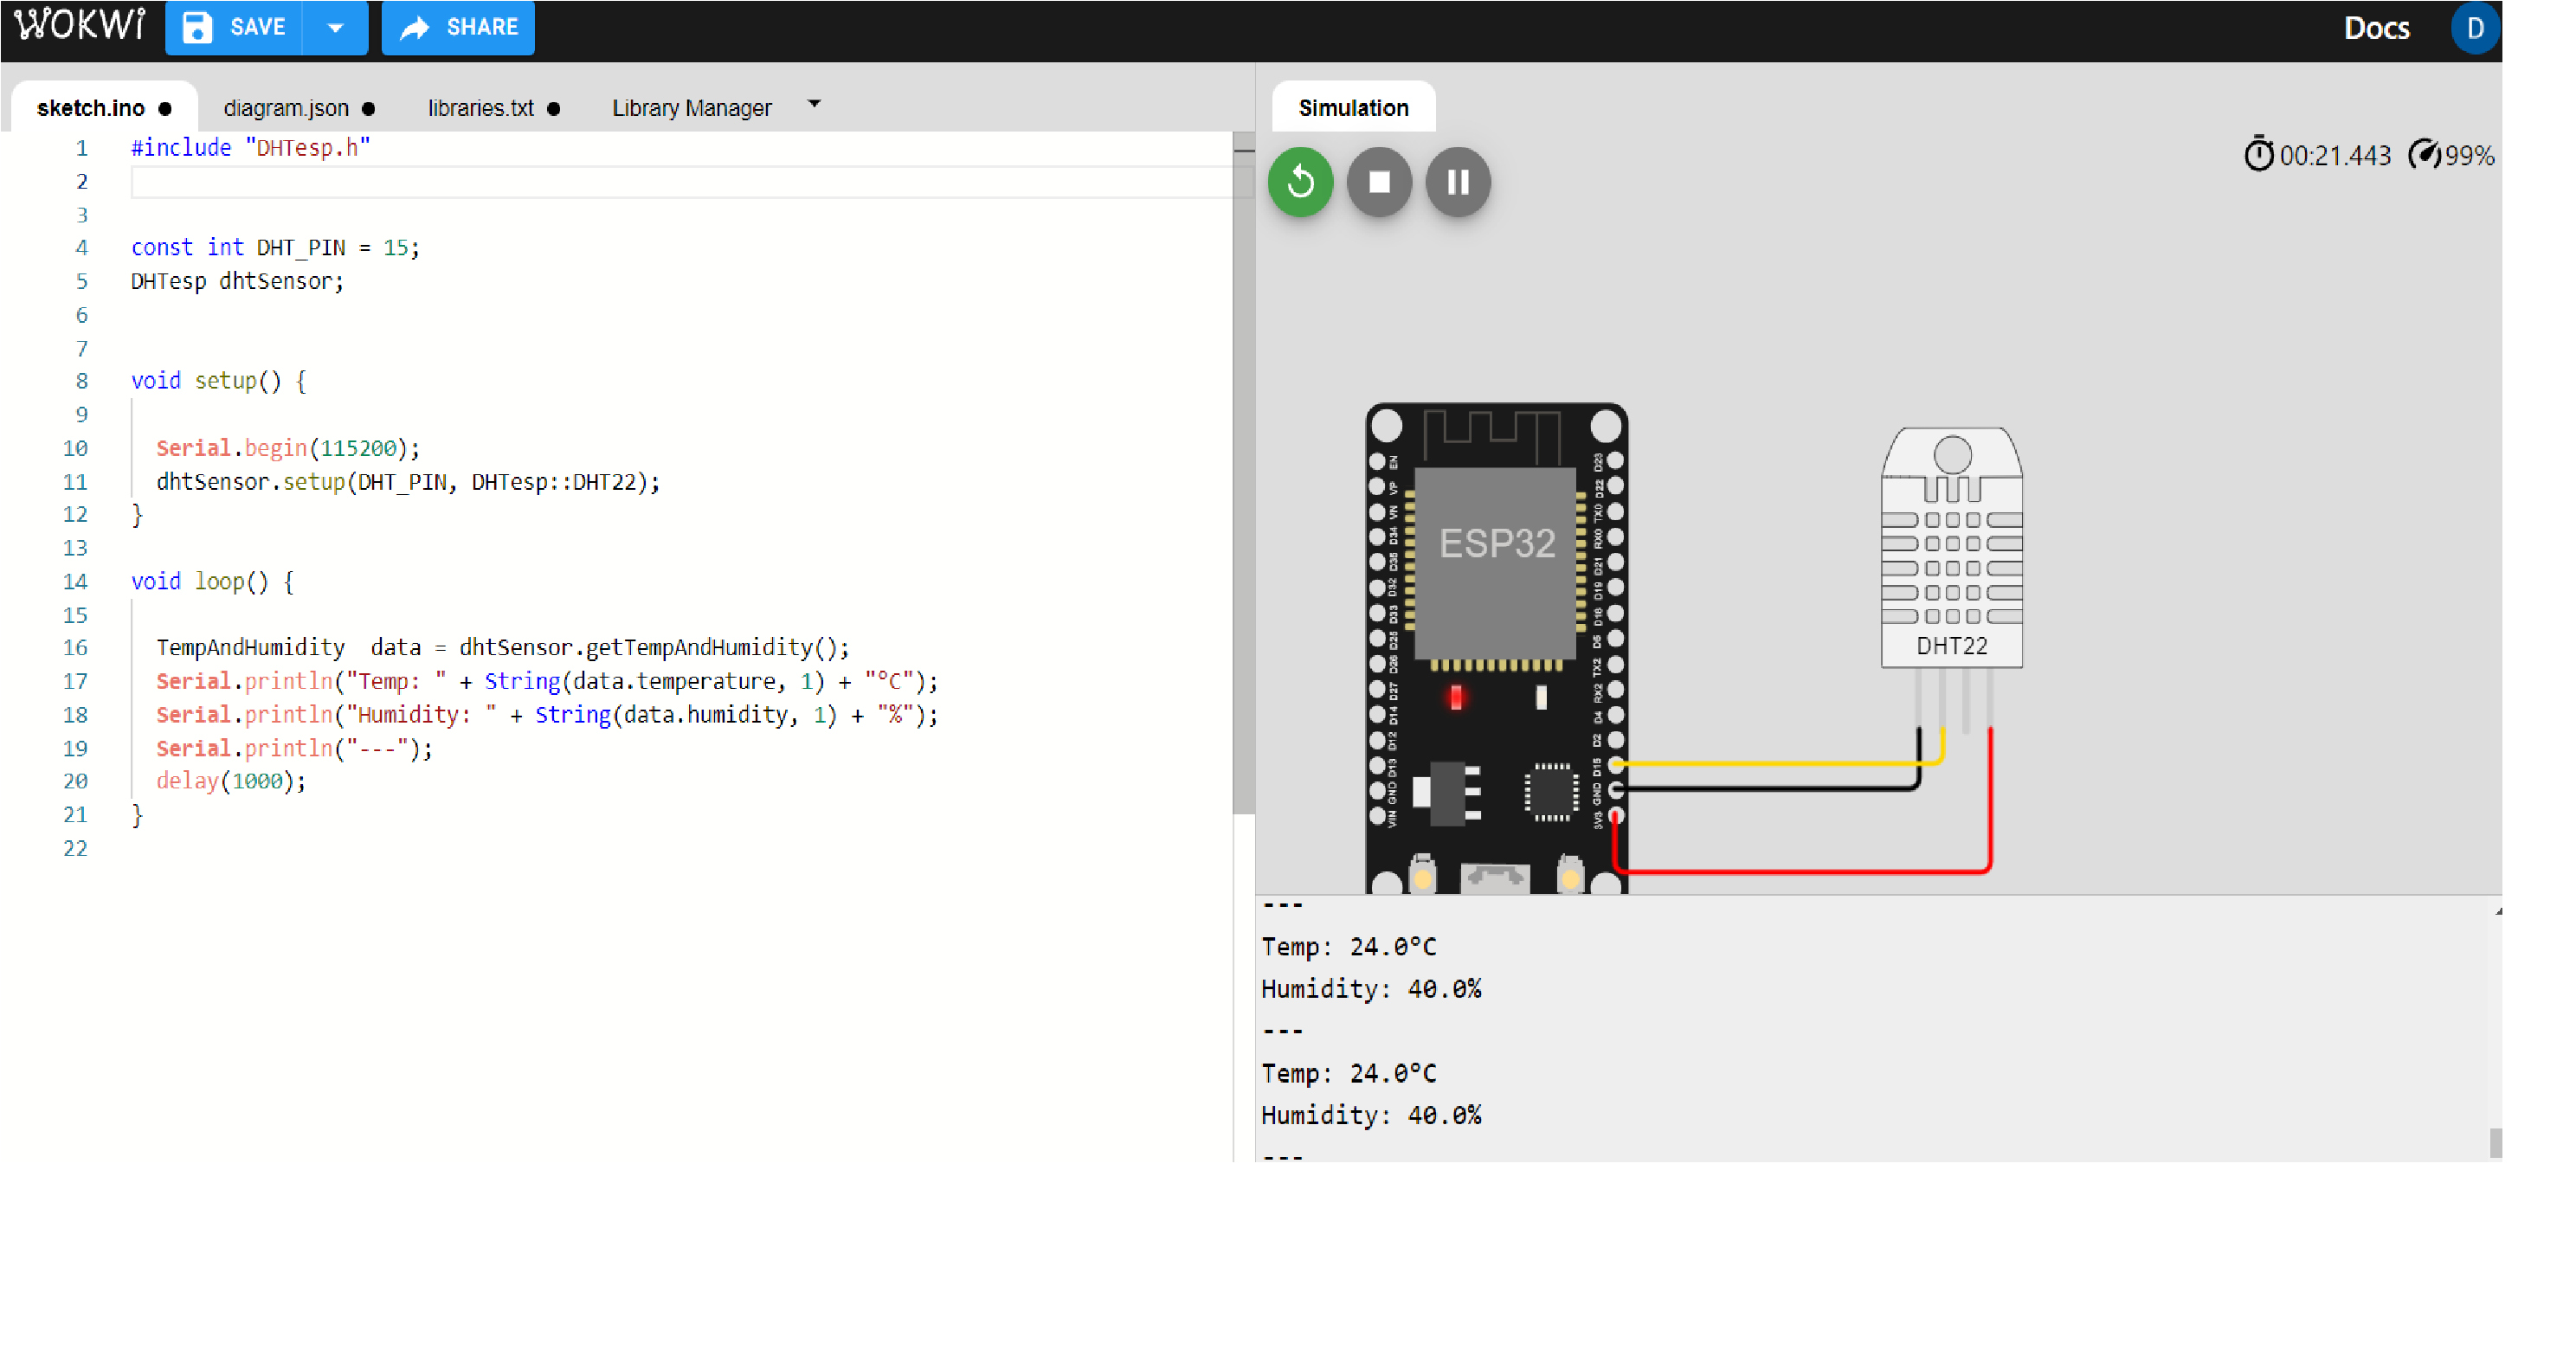 WOKWi SAVE SHARE Docs D
sketch.ino ● diagram.json ● libraries.txt ● Library Manager
Simulation
00:21.443 99%
1 #include "DHTesp.h"
2
3
4 const int DHT_PIN = 15;
5 DHTesp dhtSensor;
6
7
8 void setup() {
9
10 Serial.begin(115200);
11 dhtSensor.setup(DHT_PIN, DHTesp::DHT22);
12 }
13
14 void loop() {
15
16 TempAndHumidity  data = dhtSensor.getTempAndHumidity();
17 Serial.println("Temp: " + String(data.temperature, 1) + "°C");
18 Serial.println("Humidity: " + String(data.humidity, 1) + "%");
19 Serial.println("---");
20 delay(1000);
21 }
22
ESP32
EN
VP
VN
D34
D35
D32
D33
D25
D26
D27
D14
D12
D13
GND
VIN
D23
D22
TX0
RX0
D21
D19
D18
D5
TX2
RX2
D4
D2
D15
GND
3V3
DHT22
---
Temp: 24.0°C
Humidity: 40.0%
---
Temp: 24.0°C
Humidity: 40.0%
---